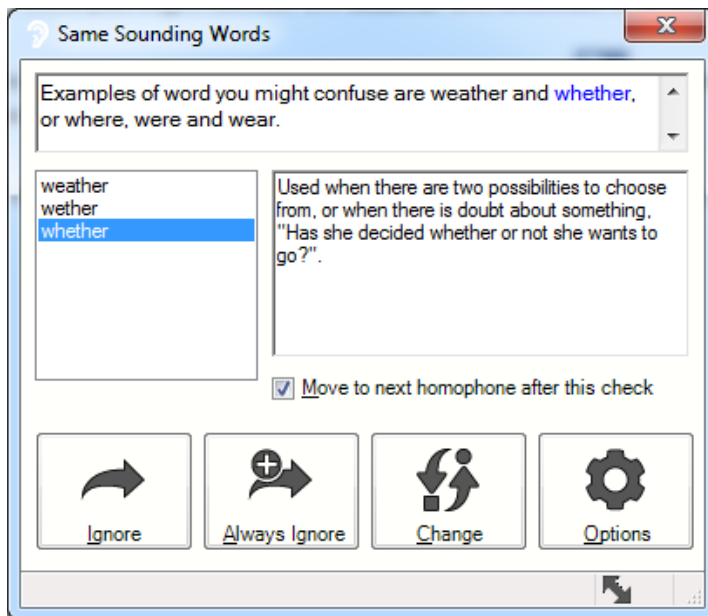 Same Sounding Words
Examples of word you might confuse are weather and whether,
or where, were and wear.
weather
wether
whether
Used when there are two possibilities to choose
from, or when there is doubt about something,
"Has she decided whether or not she wants to
go?".
Move to next homophone after this check
Ignore
Always Ignore
Change
Options